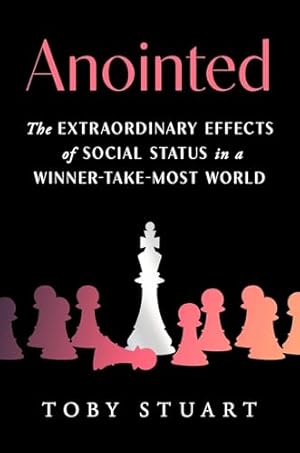 Anointed
The EXTRAORDINARY EFFECTS
of SOCIAL STATUS in a
WINNER-TAKE-MOST WORLD
TOBY STUART